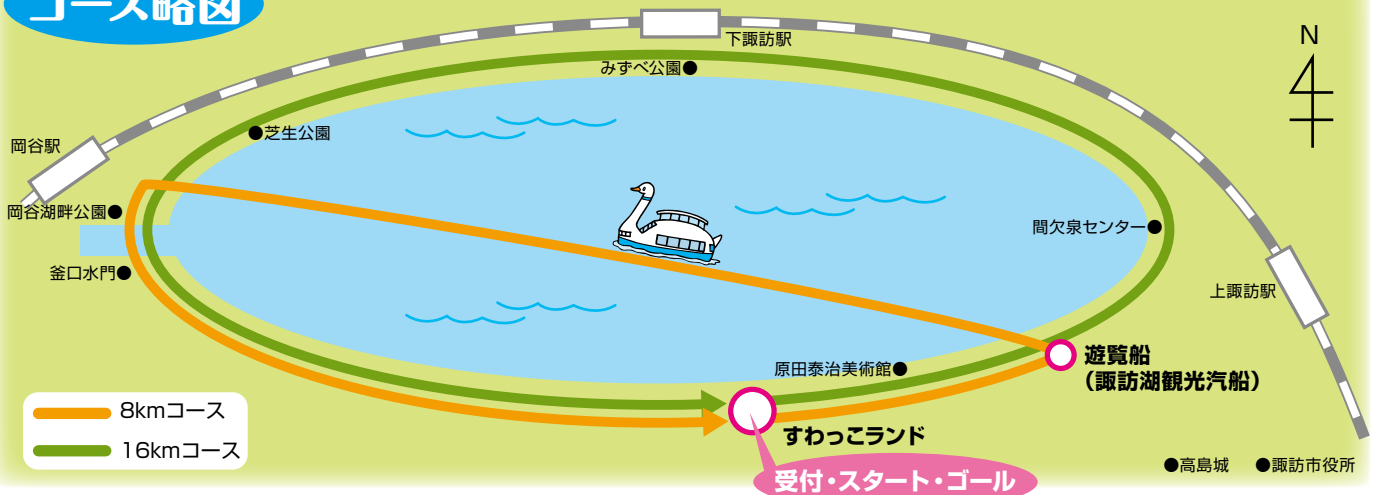 コース略図
下諏訪駅
N
みずべ公園●
●芝生公園
岡谷駅
岡谷湖畔公園●
間欠泉センター●
釜口水門●
上諏訪駅
遊覧船
（諏訪湖観光汽船）
原田泰治美術館●
8kmコース
すわっこランド
16kmコース
●高島城
●諏訪市役所
受付・スタート・ゴール